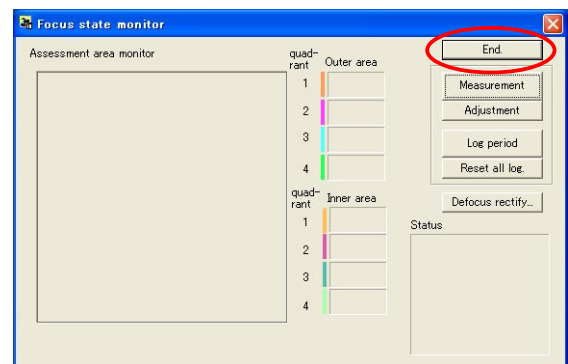 Focus state monitor
Assessment area monitor
quad-
rant Outer area
1
2
3
4
quad-
rant Inner area
1
2
3
4
End.
Measurement
Adjustment
Log period
Reset all log.
Defocus rectify...
Status